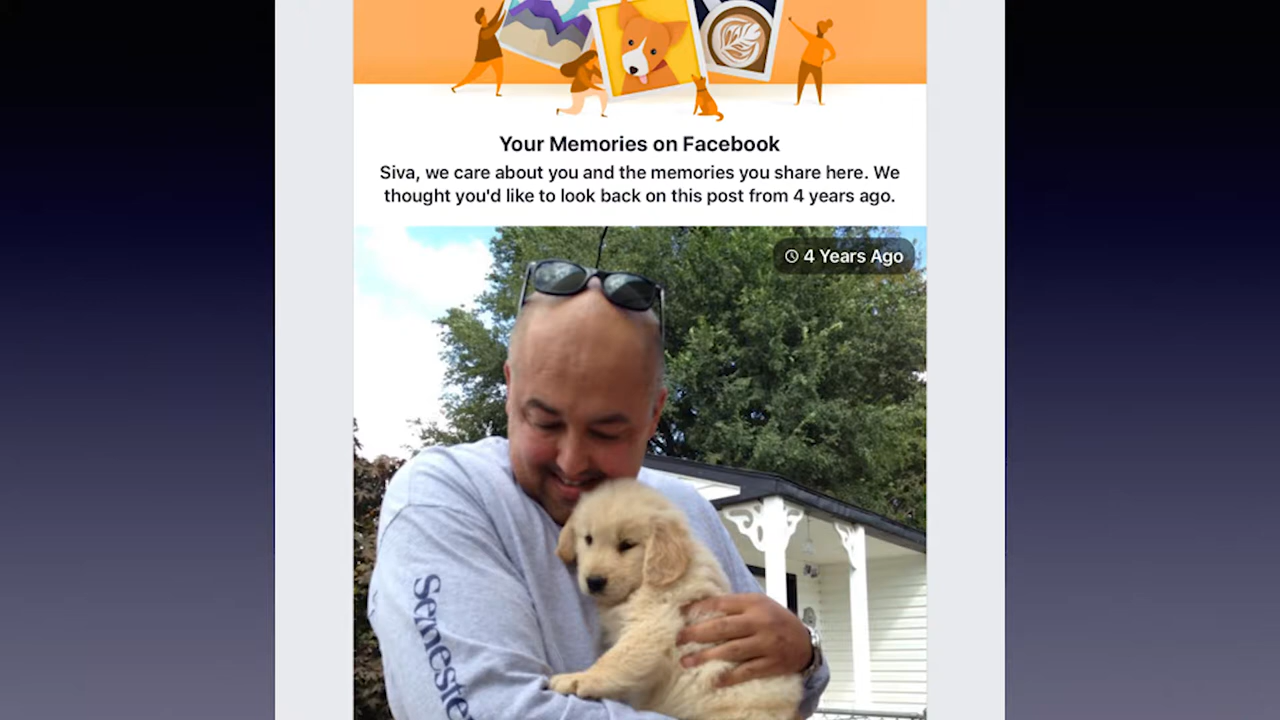 Your Memories on Facebook
Siva, we care about you and the memories you share here. We
thought you'd like to look back on this post from 4 years ago.
4 Years Ago